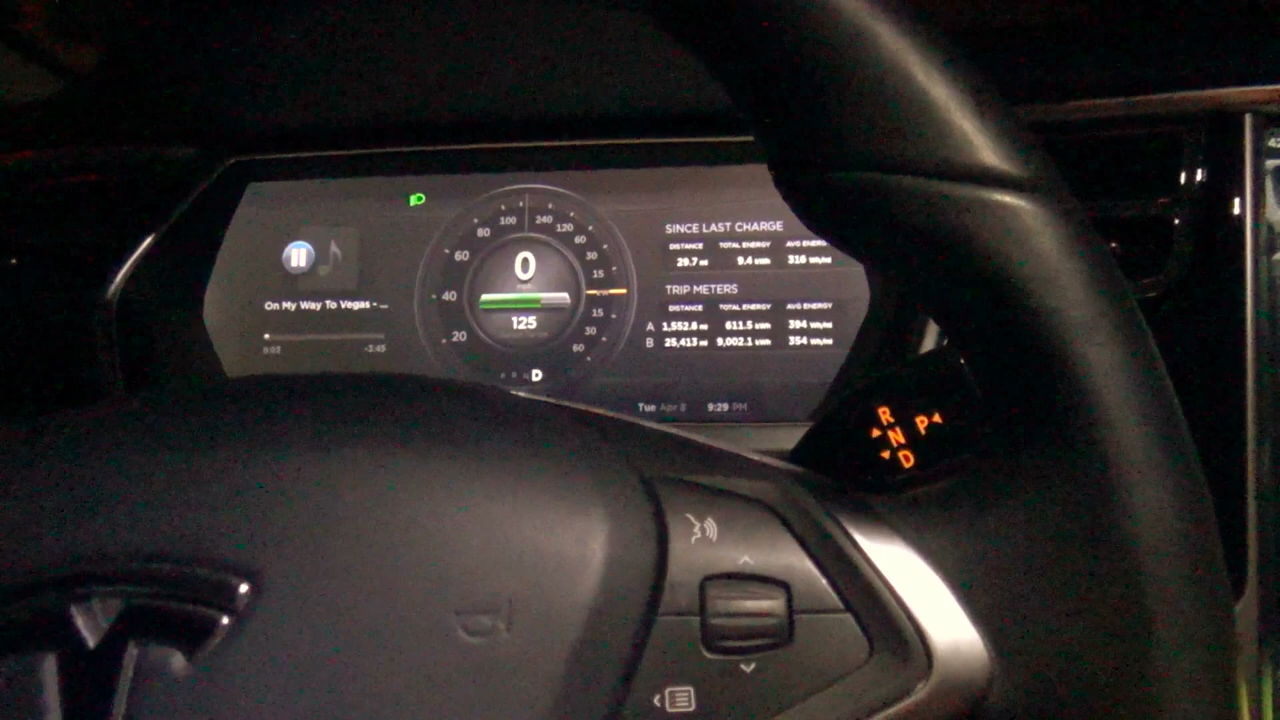 On My Way To Vegas - ...
0:02 -3:45
100 240
80 120
60 60
30
15
40
15
20 30
60
0
mph
125
D
SINCE LAST CHARGE
DISTANCE TOTAL ENERGY AVG ENERG
29.7 mi 9.4 kWh 316 Wh/mi
TRIP METERS
DISTANCE TOTAL ENERGY AVG ENERGY
A 1,552.8 mi 611.5 kWh 394 Wh/mi
B 25,413 mi 9,002.1 kWh 354 Wh/mi
Tue Apr 8 9:29 PM
R
N P
D